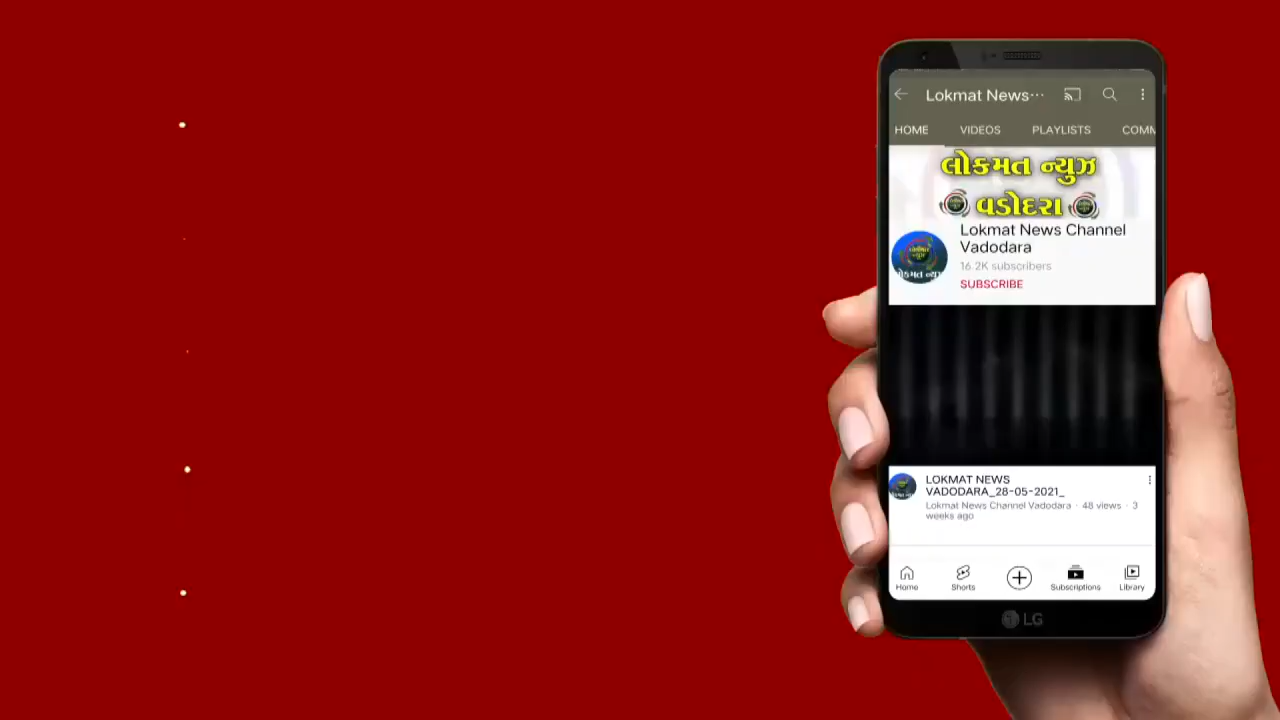 Lokmat News...
HOME VIDEOS PLAYLISTS COMM
લોકમત ન્યુઝ
વડોદરા
Lokmat News Channel
Vadodara
16.2K subscribers
SUBSCRIBE
LOKMAT NEWS
VADODARA_28-05-2021_
Lokmat News Channel Vadodara · 48 views · 3
weeks ago
Home Shorts Subscriptions Library
LG